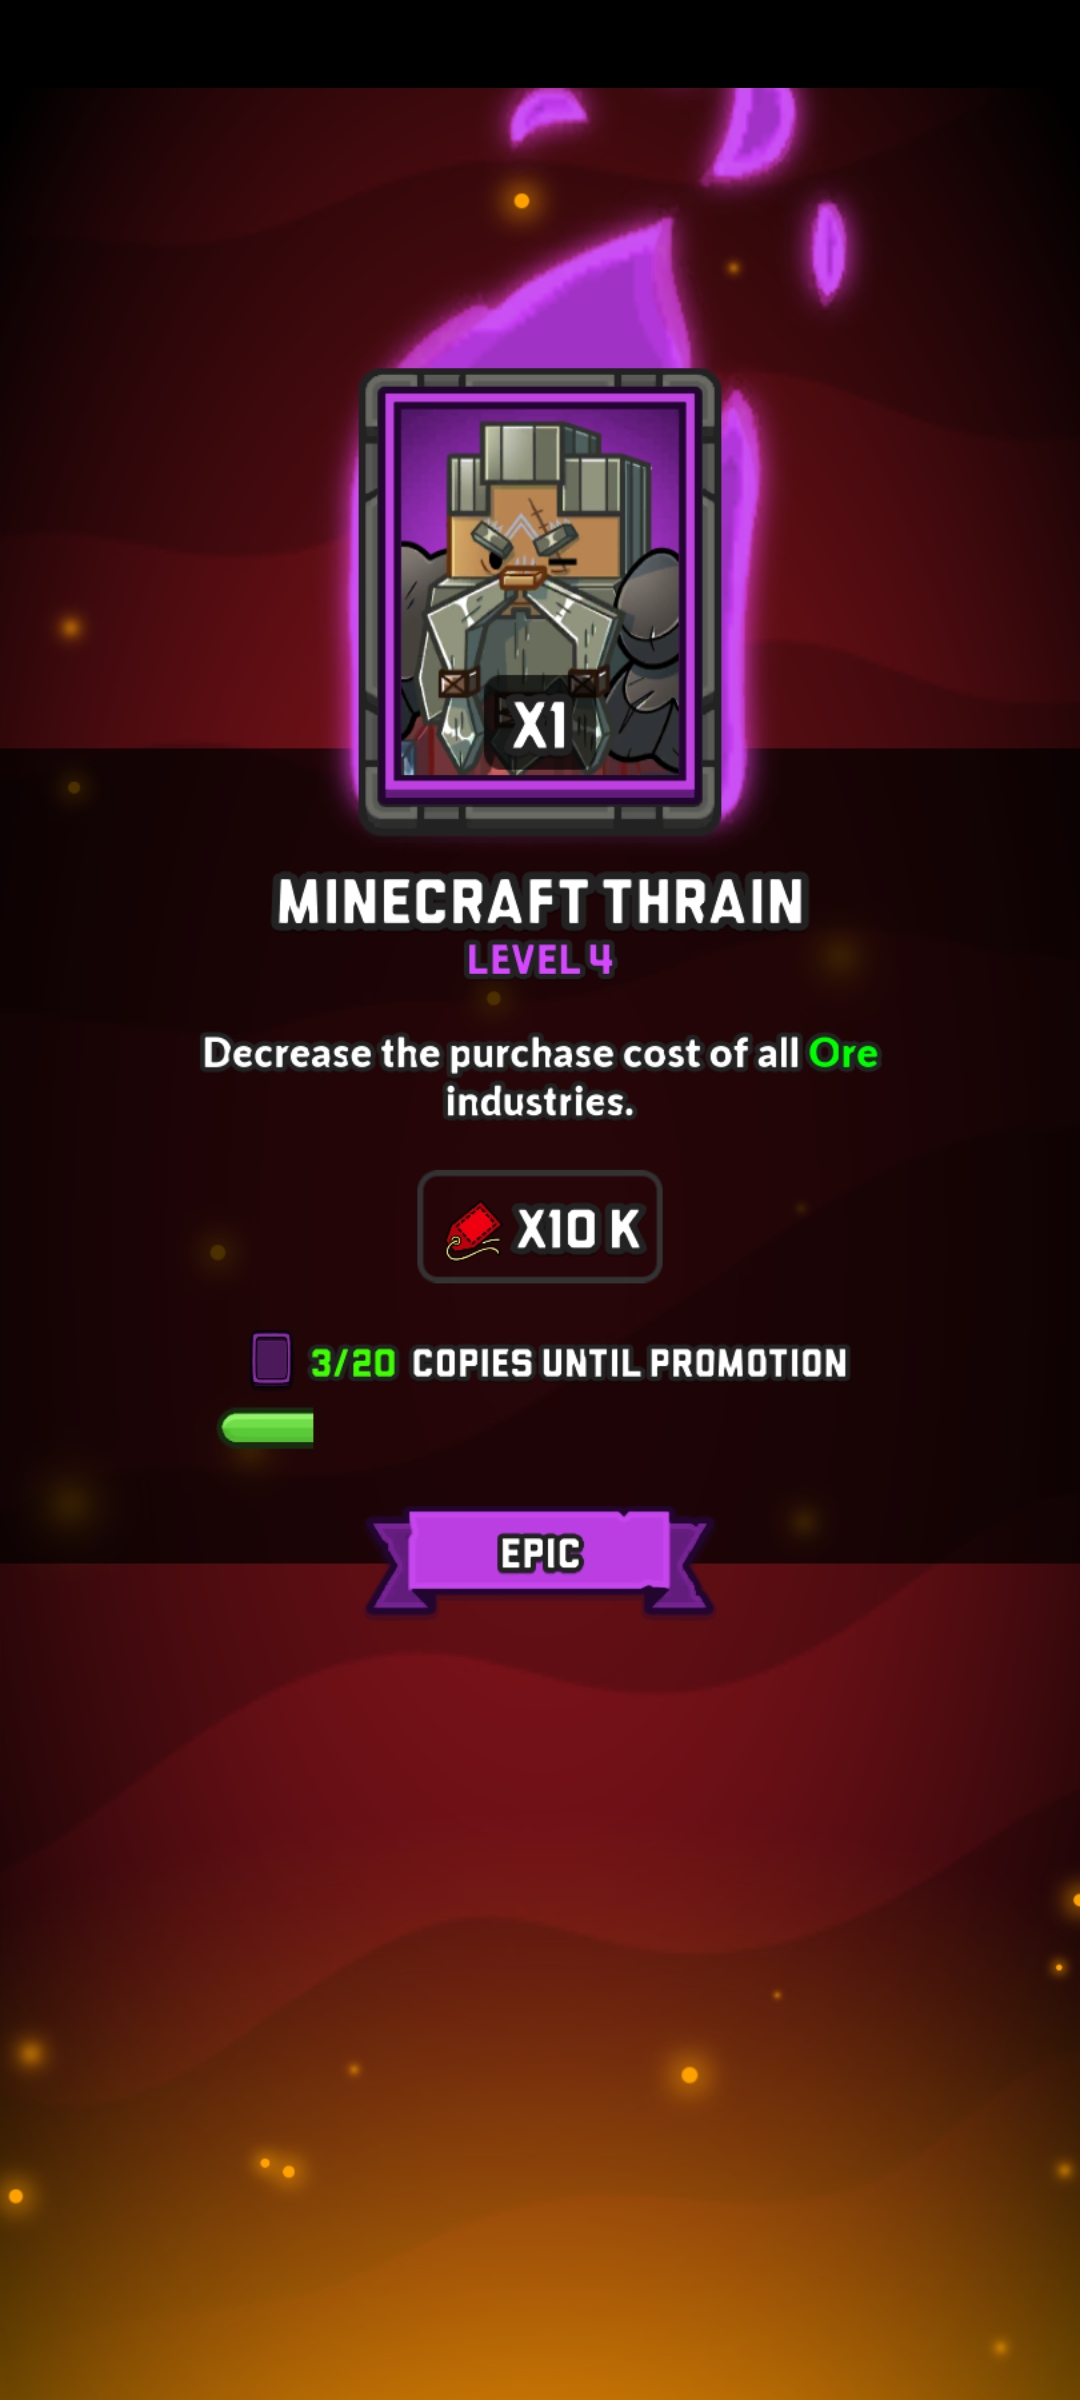 X1
MINECRAFT THRAIN
LEVEL 4
Decrease the purchase cost of all Ore
industries.
X10 K
3/20 COPIES UNTIL PROMOTION
EPIC